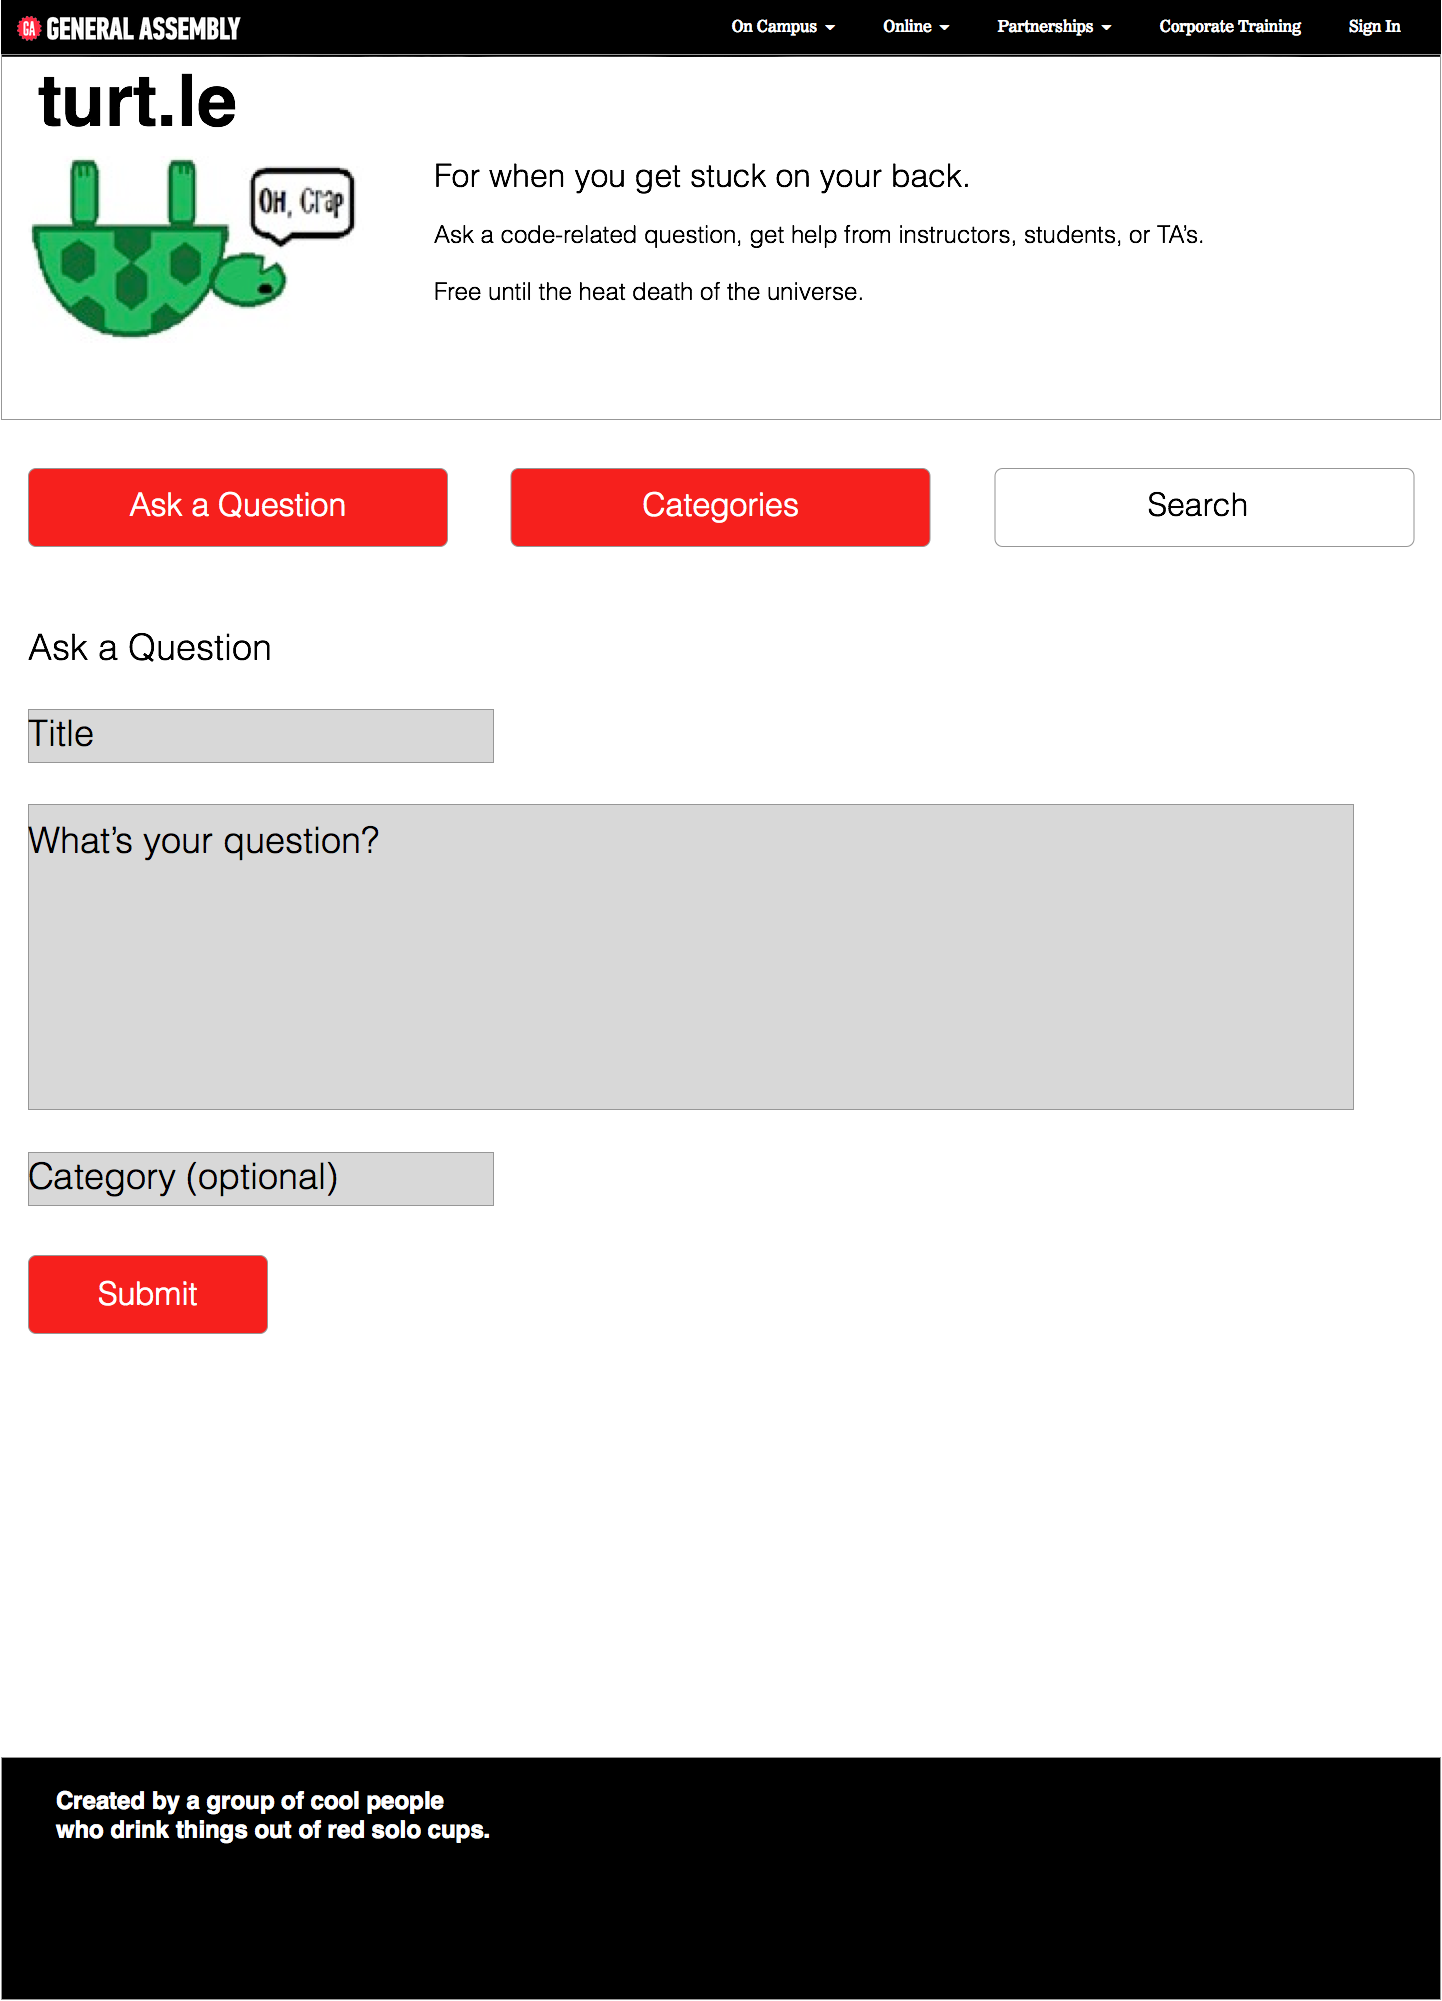 GA GENERAL ASSEMBLY On Campus Online Partnerships Corporate Training Sign In
turt.le
OH, Crap
For when you get stuck on your back.
Ask a code-related question, get help from instructors, students, or TA’s.
Free until the heat death of the universe.
Ask a Question Categories Search
Ask a Question
Title
What’s your question?
Category (optional)
Submit
Created by a group of cool people
who drink things out of red solo cups.